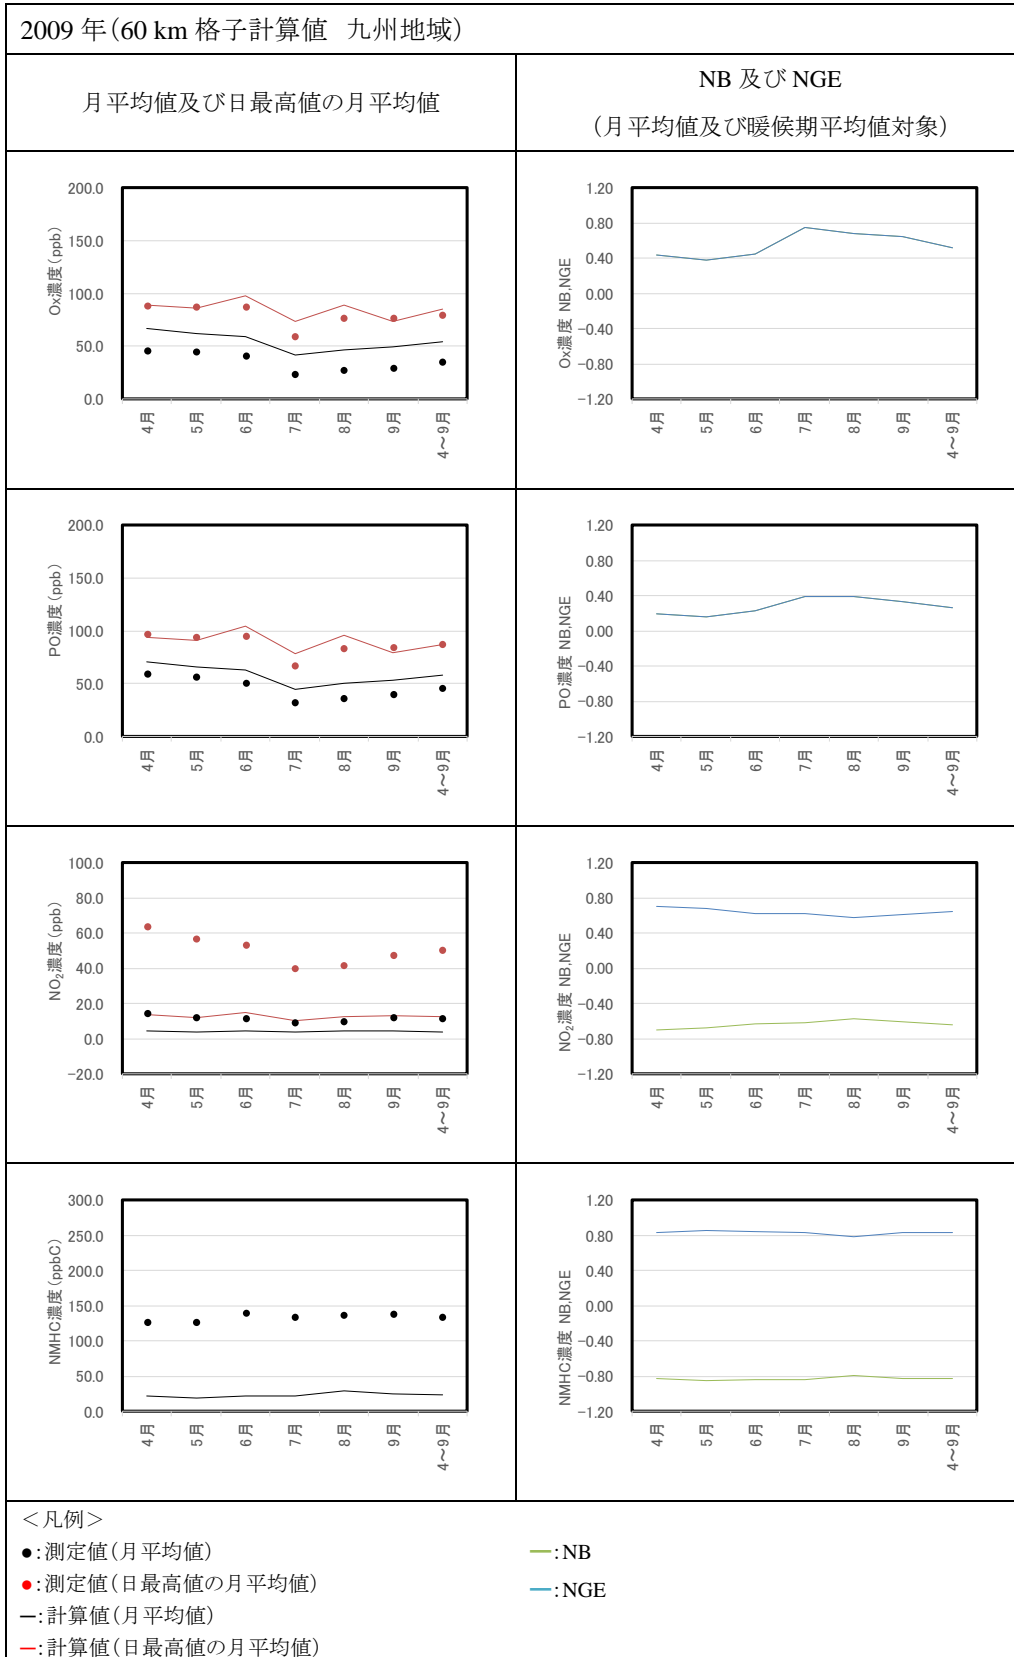 2009 年(60 km 格子計算値 九州地域)
月平均値及び日最高値の月平均値
NB 及び NGE
(月平均値及び暖候期平均値対象)
Ox濃度(ppb)
200.0
150.0
100.0
50.0
0.0
4月 5月 6月 7月 8月 9月 4～9月
Ox濃度 NB,NGE
1.20
0.80
0.40
0.00
−0.40
−0.80
−1.20
4月 5月 6月 7月 8月 9月 4～9月
PO濃度(ppb)
200.0
150.0
100.0
50.0
0.0
4月 5月 6月 7月 8月 9月 4～9月
PO濃度 NB,NGE
1.20
0.80
0.40
0.00
−0.40
−0.80
−1.20
4月 5月 6月 7月 8月 9月 4～9月
NO₂濃度(ppb)
100.0
80.0
60.0
40.0
20.0
0.0
−20.0
4月 5月 6月 7月 8月 9月 4～9月
NO₂濃度 NB,NGE
1.20
0.80
0.40
0.00
−0.40
−0.80
−1.20
4月 5月 6月 7月 8月 9月 4～9月
NMHC濃度(ppbC)
300.0
250.0
200.0
150.0
100.0
50.0
0.0
4月 5月 6月 7月 8月 9月 4～9月
NMHC濃度 NB,NGE
1.20
0.80
0.40
0.00
−0.40
−0.80
−1.20
4月 5月 6月 7月 8月 9月 4～9月
＜凡例＞
●:測定値(月平均値)
●:測定値(日最高値の月平均値)
―:計算値(月平均値)
―:計算値(日最高値の月平均値)
―:NB
―:NGE